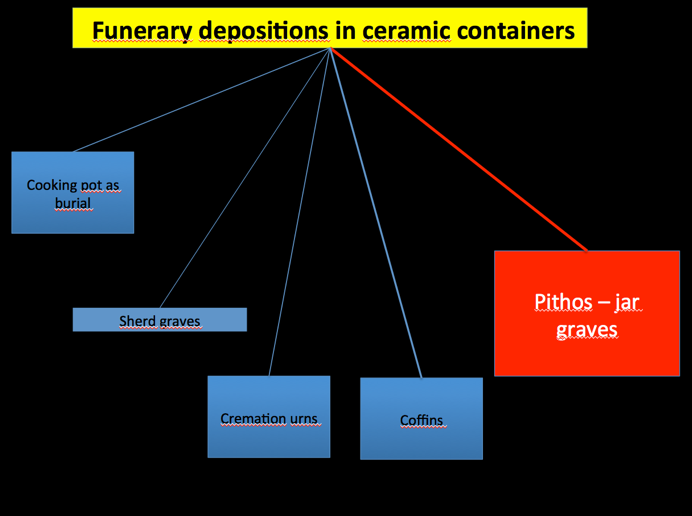 Funerary depositions in ceramic containers
Cooking pot as
burial
Pithos – jar
graves
Sherd graves
Cremation urns
Coffins